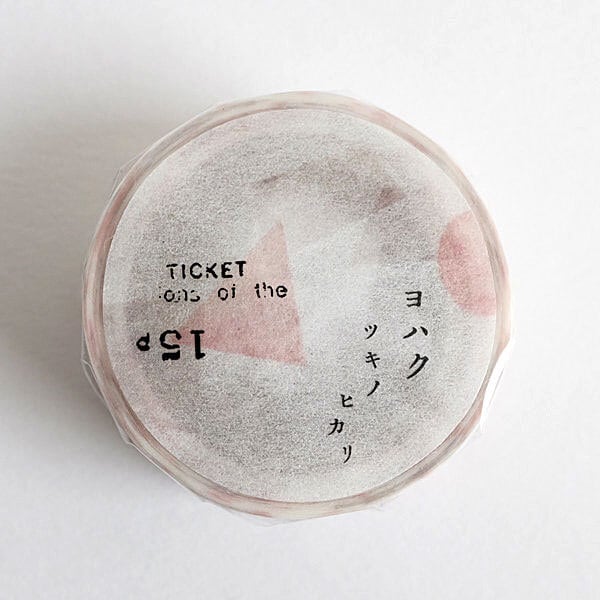 TICKET
ons of the
15P
ヨハク
ツキノ
ヒカリ